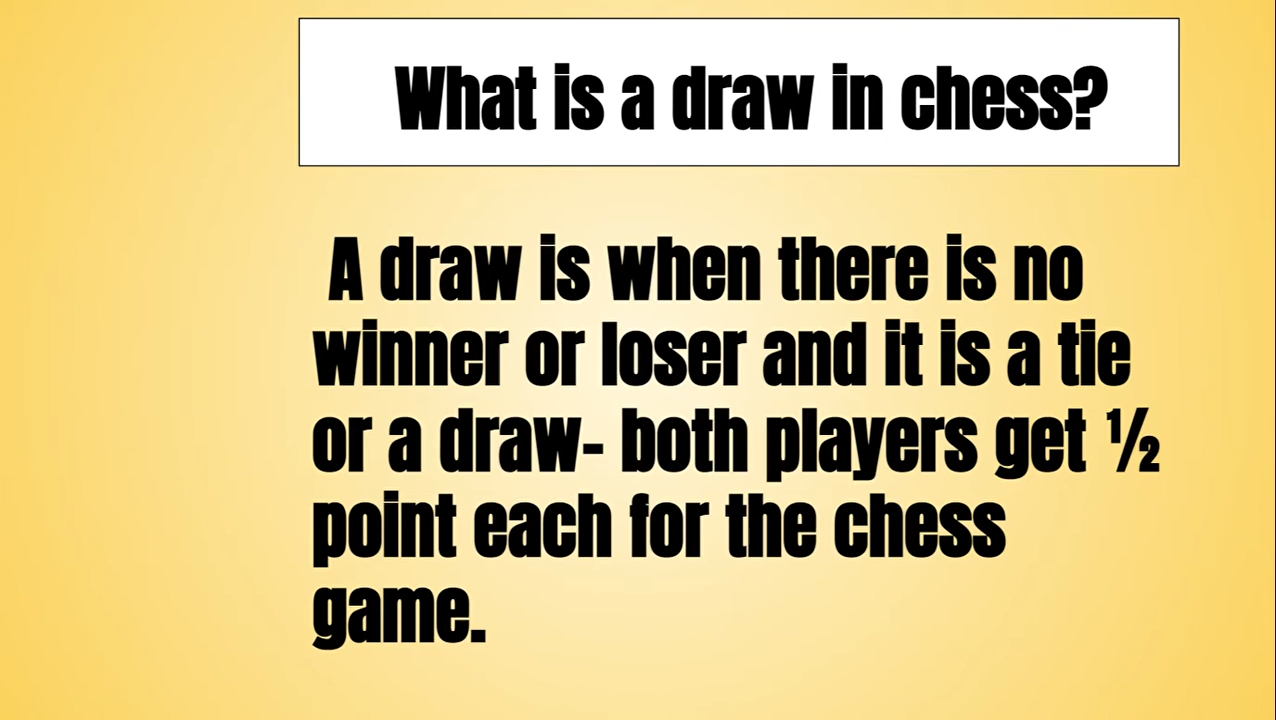 What is a draw in chess?
A draw is when there is no
winner or loser and it is a tie
or a draw- both players get ½
point each for the chess
game.